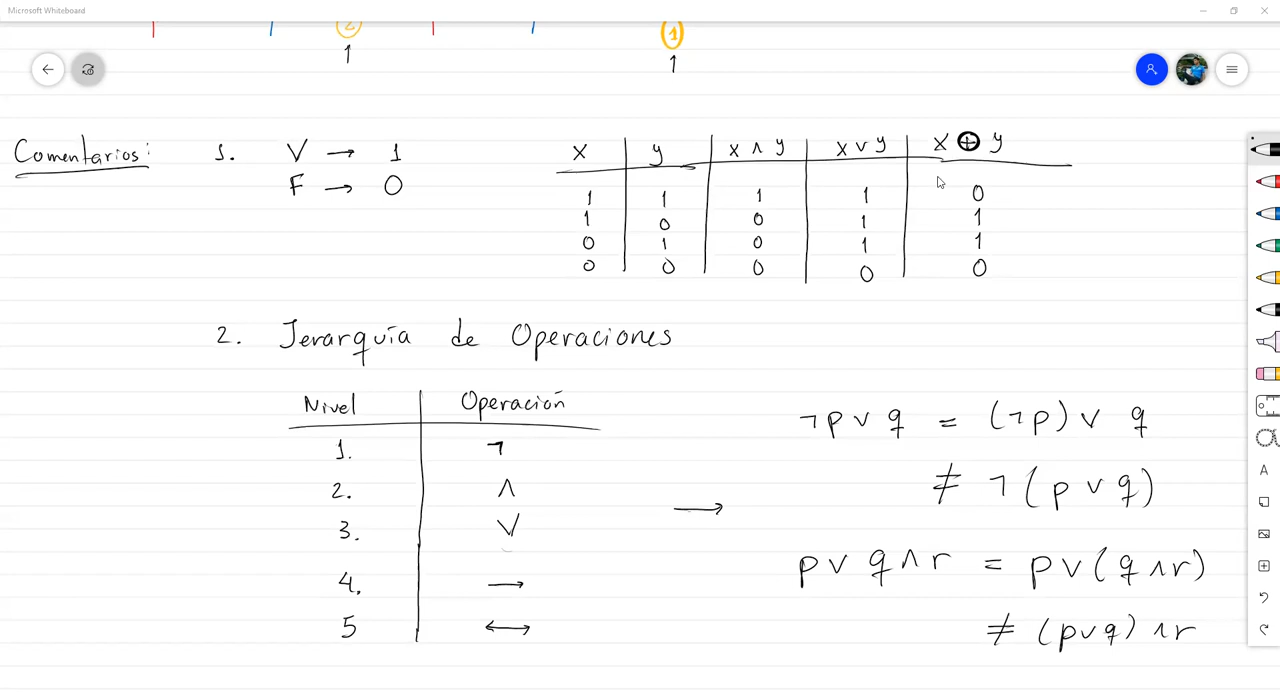 Microsoft Whiteboard
2 1
1 1
Comentarios: 1. V → 1
F → 0
x | y | x ∧ y | x ∨ y | x ⊕ y
1 | 1 | 1 | 1 | 0
1 | 0 | 0 | 1 | 1
0 | 1 | 0 | 1 | 1
0 | 0 | 0 | 0 | 0
2. Jerarquía de Operaciones
Nivel | Operación
1. | ¬
2. | ∧
3. | ∨
4. | →
5 | ↔
→
¬p ∨ q = (¬p) ∨ q
≠ ¬(p ∨ q)
p ∨ q ∧ r = p ∨ (q ∧ r)
≠ (p ∨ q) ∧ r
A